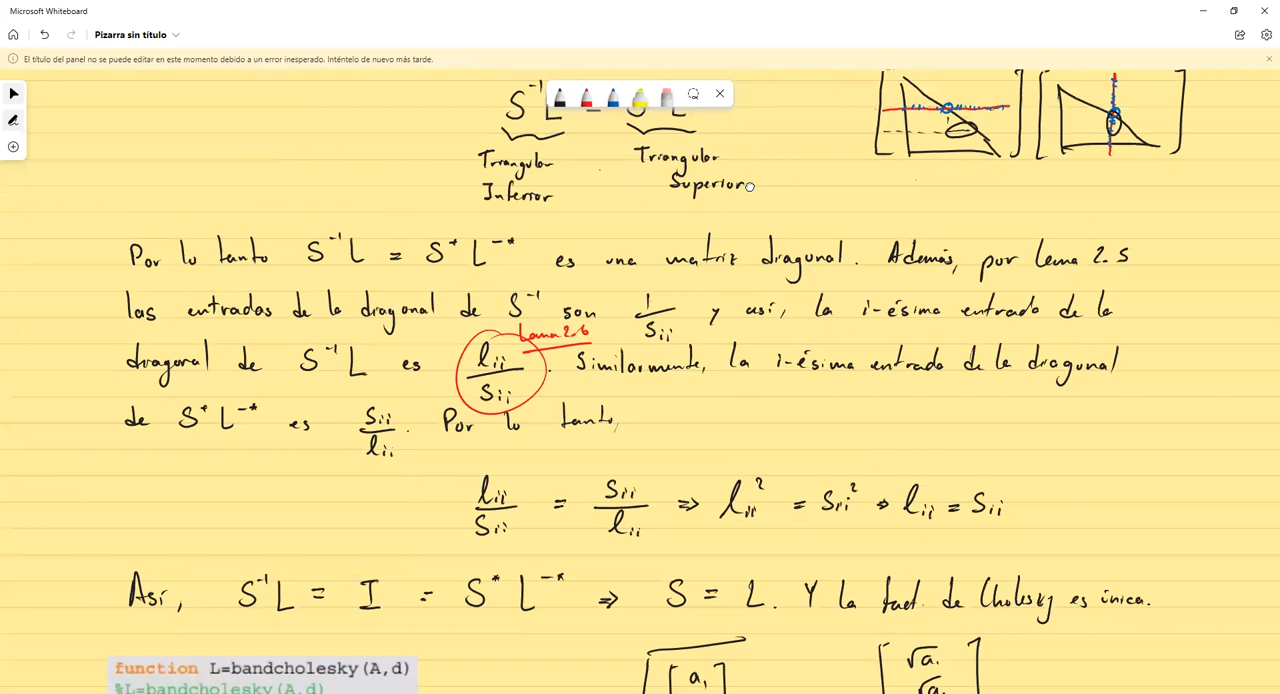 Microsoft Whiteboard
Pizarra sin título
El título del panel no se puede editar en este momento debido a un error inesperado. Inténtelo de nuevo más tarde.
S⁻¹L = S* L⁻*
Triangular Inferior
Triangular Superior
Por lo tanto S⁻¹L = S* L⁻* es una matriz diagonal. Además, por lema 2.5
las entradas de la diagonal de S⁻¹ son 1/sᵢᵢ y así, la i-ésima entrada de la
Lema 2.6
diagonal de S⁻¹L es lᵢᵢ/sᵢᵢ. Similarmente, la i-ésima entrada de la diagonal
de S* L⁻* es sᵢᵢ/lᵢᵢ. Por lo tanto,
lᵢᵢ/sᵢᵢ = sᵢᵢ/lᵢᵢ ⇒ lᵢᵢ² = sᵢᵢ² ⇒ lᵢᵢ = sᵢᵢ
Así, S⁻¹L = I = S* L⁻* ⇒ S = L. Y la fact. de Cholesky es única.
function L=bandcholesky(A,d)
%L=bandcholesky(A,d)
a₁
√a.
√a